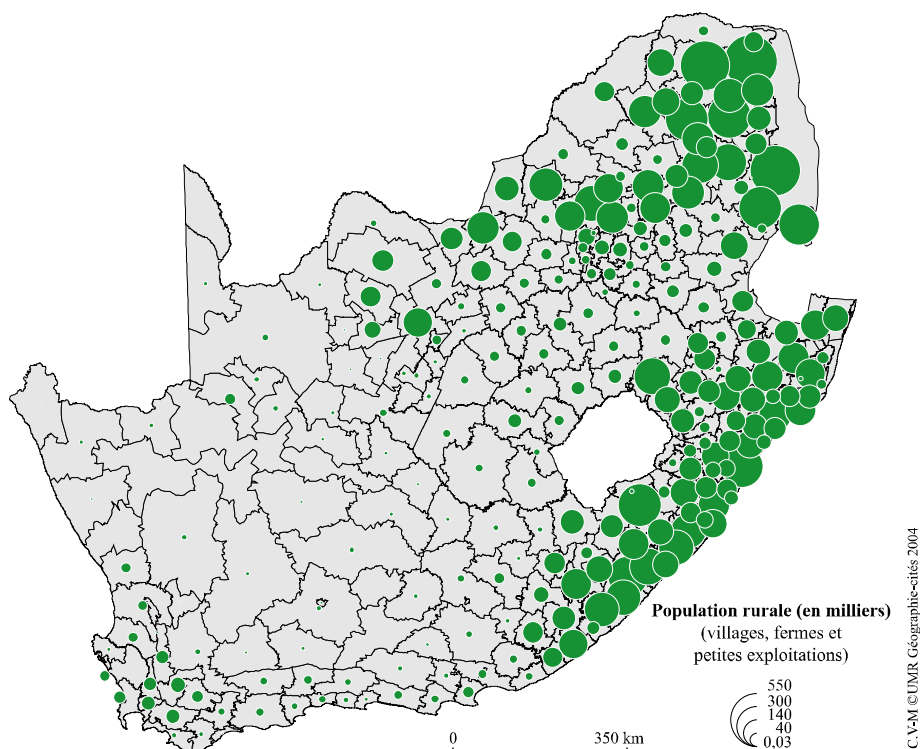 Population rurale (en milliers)
(villages, fermes et
petites exploitations)
550
300
140
40
0,03
0 350 km
C.V-M ©UMR Géographie-cités 2004